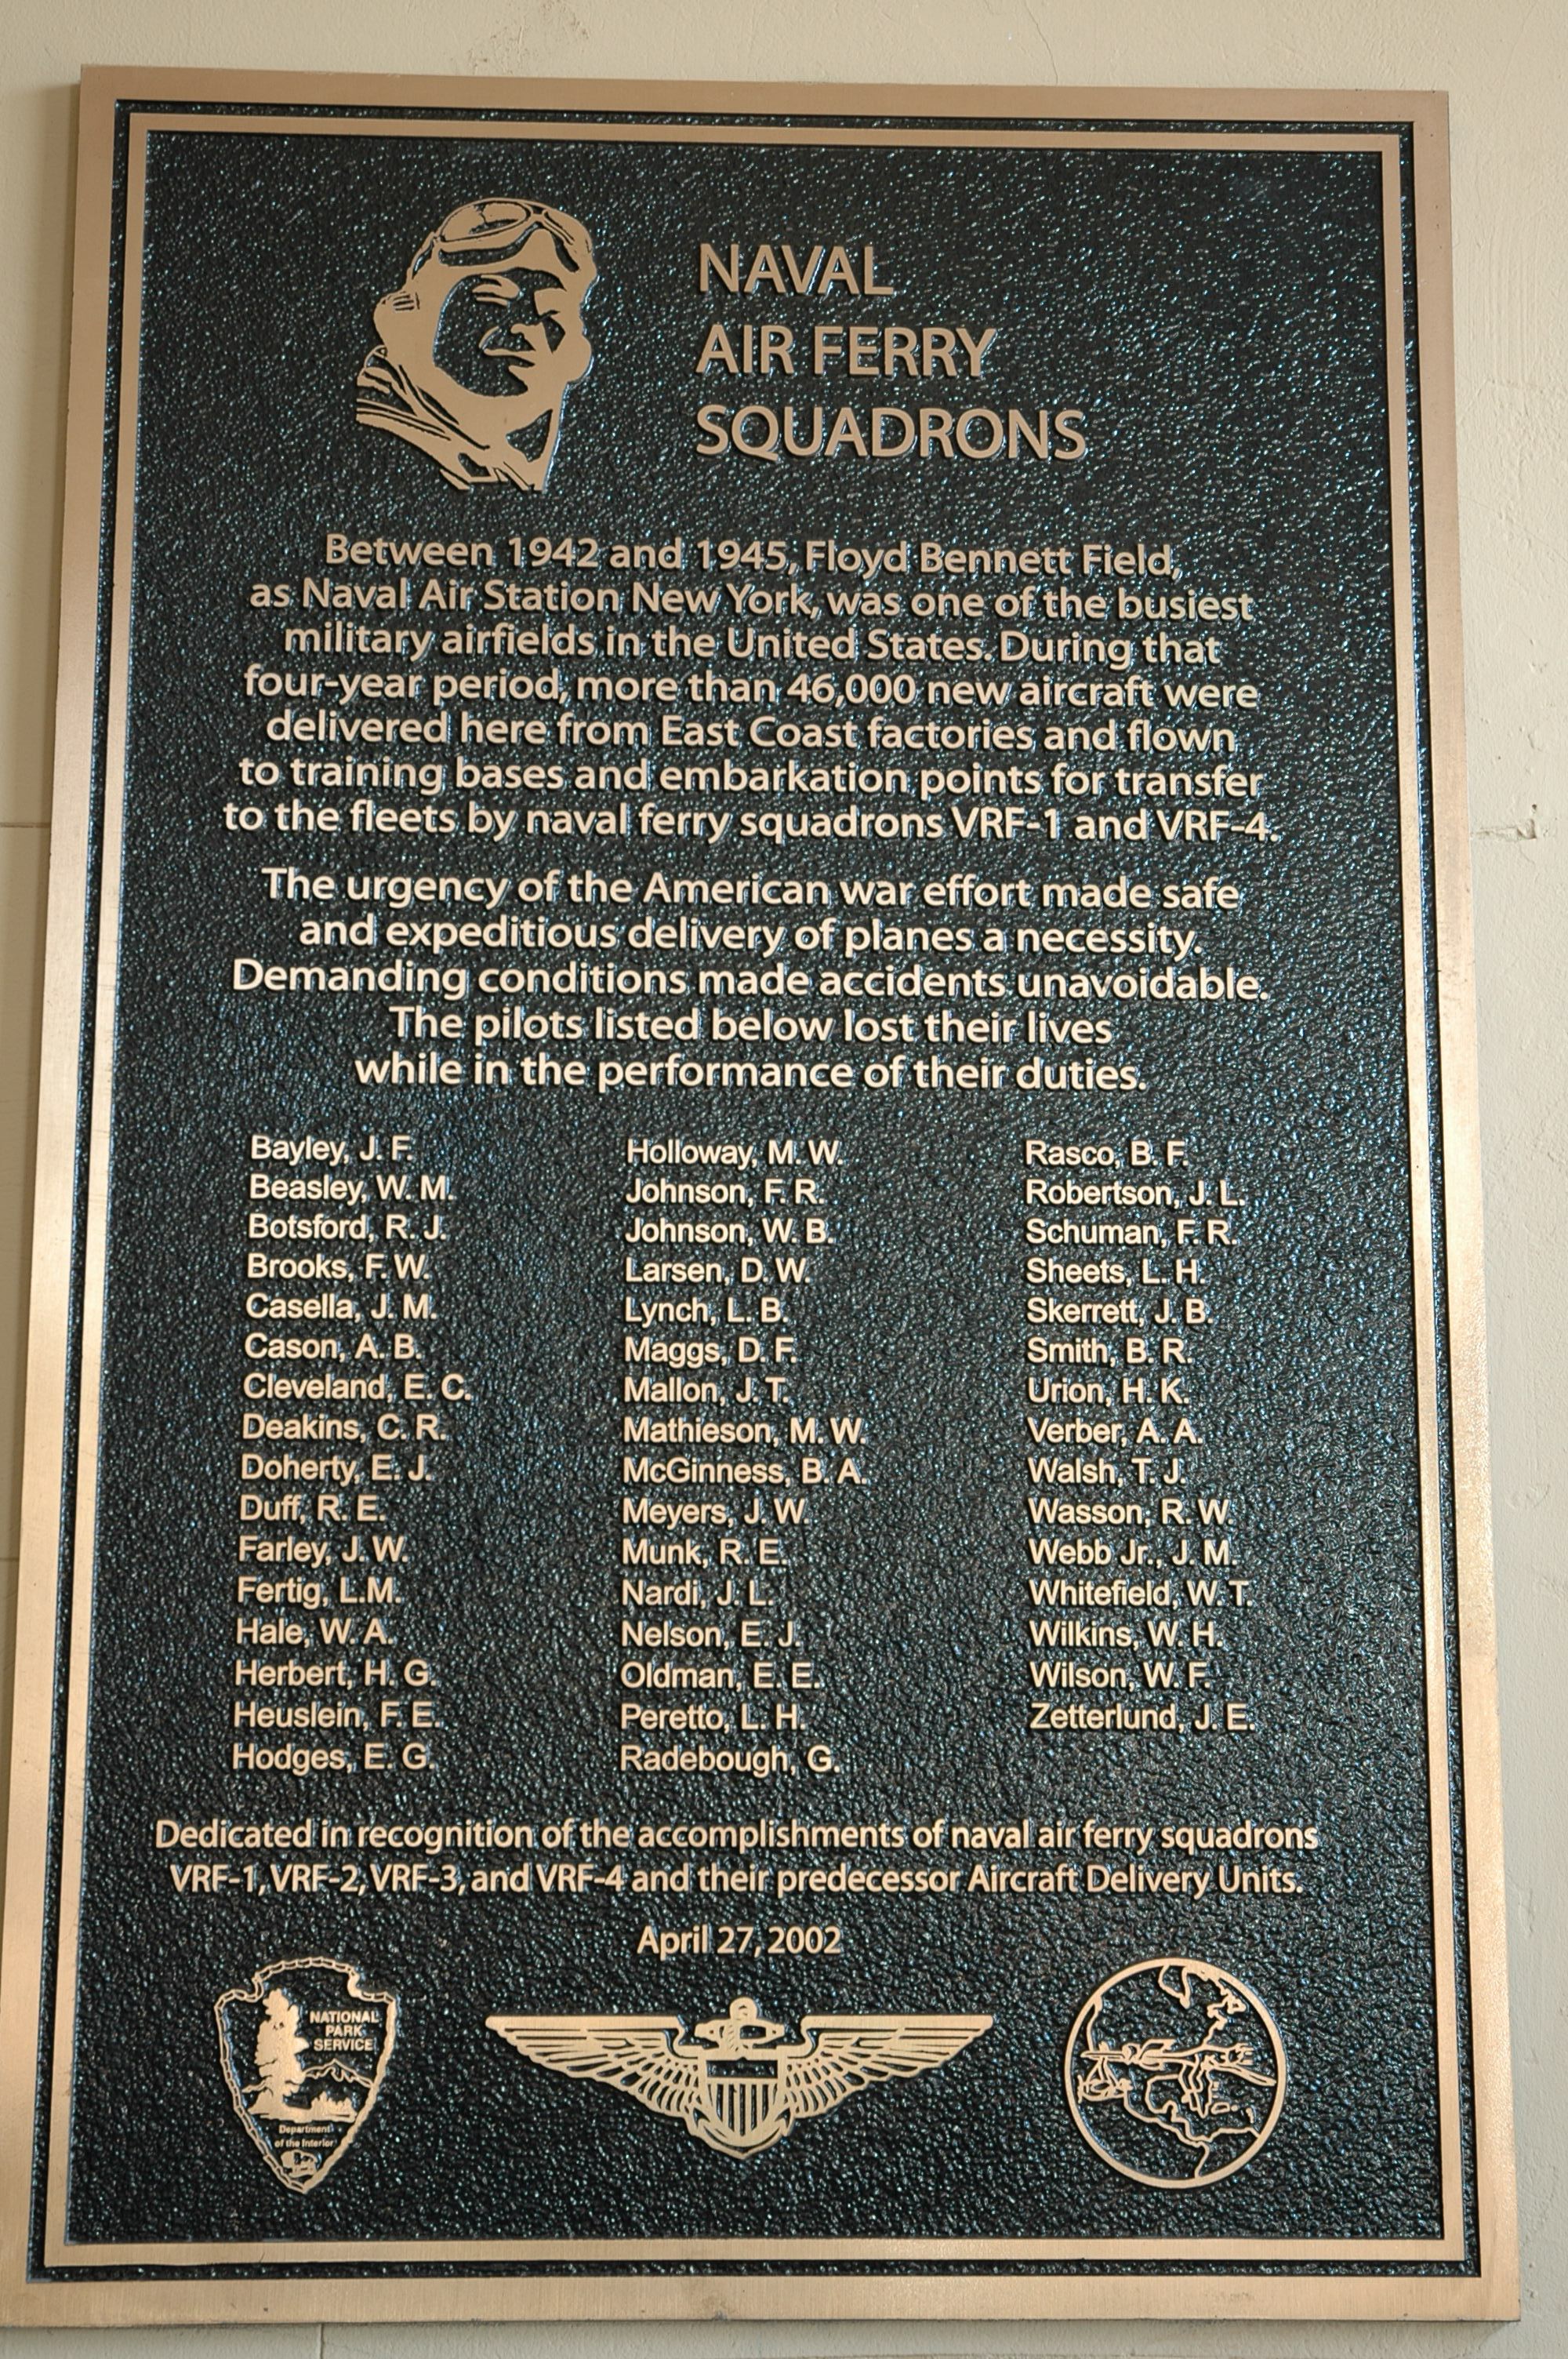 NAVAL
AIR FERRY
SQUADRONS
Between 1942 and 1945, Floyd Bennett Field,
as Naval Air Station New York, was one of the busiest
military airfields in the United States. During that
four-year period, more than 46,000 new aircraft were
delivered here from East Coast factories and flown
to training bases and embarkation points for transfer
to the fleets by naval ferry squadrons VRF-1 and VRF-4.
The urgency of the American war effort made safe
and expeditious delivery of planes a necessity.
Demanding conditions made accidents unavoidable.
The pilots listed below lost their lives
while in the performance of their duties.
Bayley, J. F.
Beasley, W. M.
Botsford, R. J.
Brooks, F. W.
Casella, J. M.
Cason, A. B.
Cleveland, E. C.
Deakins, C. R.
Doherty, E. J.
Duff, R. E.
Farley, J. W.
Fertig, L.M.
Hale, W. A.
Herbert, H. G.
Heuslein, F. E.
Hodges, E. G.
Holloway, M. W.
Johnson, F. R.
Johnson, W. B.
Larsen, D. W.
Lynch, L. B.
Maggs, D. F.
Mallon, J. T.
Mathieson, M. W.
McGinness, B. A.
Meyers, J. W.
Munk, R. E.
Nardi, J. L.
Nelson, E. J.
Oldman, E. E.
Peretto, L. H.
Radebough, G.
Rasco, B. F.
Robertson, J. L.
Schuman, F. R.
Sheets, L. H.
Skerrett, J. B.
Smith, B. R.
Urion, H. K.
Verber, A. A.
Walsh, T. J.
Wasson, R. W.
Webb Jr., J. M.
Whitefield, W. T.
Wilkins, W. H.
Wilson, W. F.
Zetterlund, J. E.
Dedicated in recognition of the accomplishments of naval air ferry squadrons
VRF-1, VRF-2, VRF-3, and VRF-4 and their predecessor Aircraft Delivery Units.
April 27, 2002
NATIONAL
PARK
SERVICE
Department
of the Interior